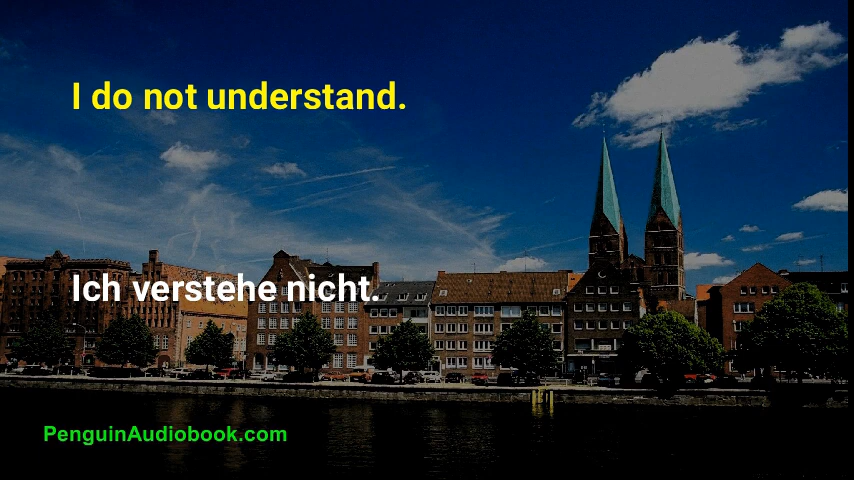 I do not understand.
Ich verstehe nicht.
PenguinAudiobook.com